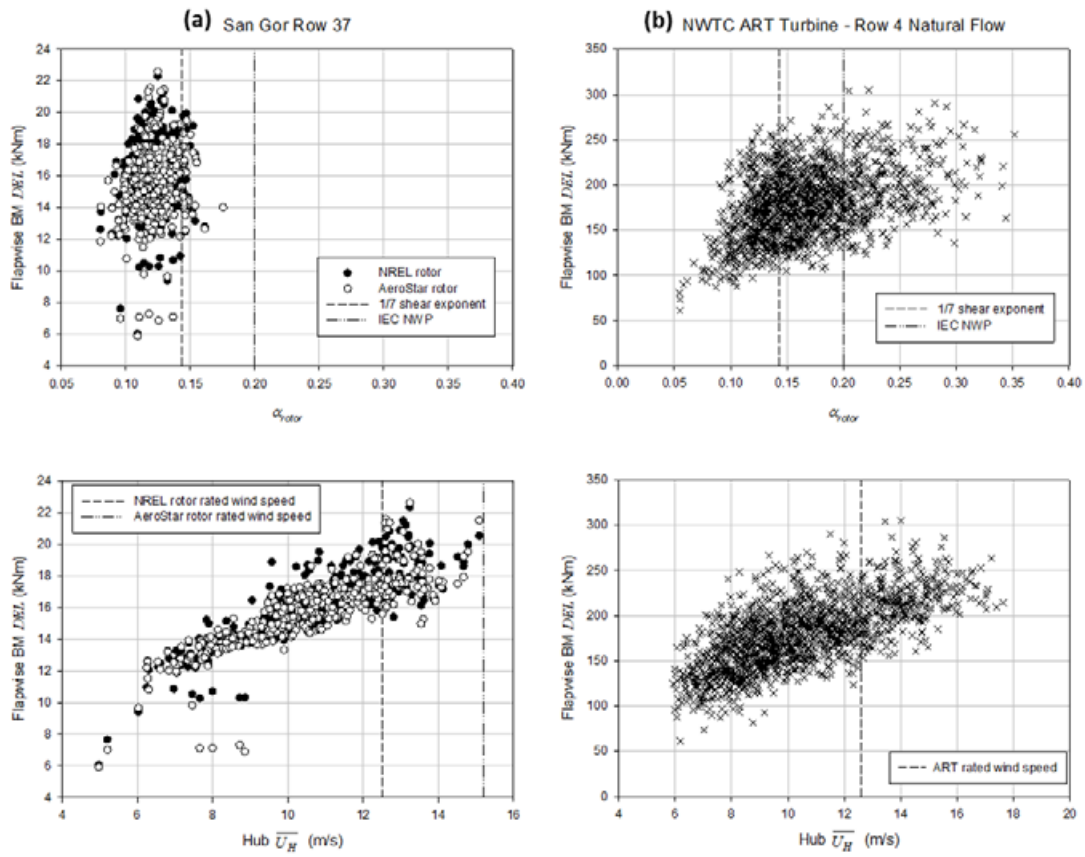 (a) San Gor Row 37
Flapwise BM DEL (kNm)
24
22
20
18
16
14
12
10
8
6
4
NREL rotor
AeroStar rotor
1/7 shear exponent
IEC NWP
0.05 0.10 0.15 0.20 0.25 0.30 0.35 0.40
α_rotor
(b) NWTC ART Turbine - Row 4 Natural Flow
Flapwise BM DEL (kNm)
350
300
250
200
150
100
50
0
1/7 shear exponent
IEC NWP
0.00 0.05 0.10 0.15 0.20 0.25 0.30 0.35 0.40
α_rotor
Flapwise BM DEL (kNm)
24
22
20
18
16
14
12
10
8
6
4
NREL rotor rated wind speed
AeroStar rotor rated wind speed
4 6 8 10 12 14 16
Hub U̅_H̅ (m/s)
Flapwise BM DEL (kNm)
350
300
250
200
150
100
50
0
ART rated wind speed
4 6 8 10 12 14 16 18 20
Hub U̅_H̅ (m/s)